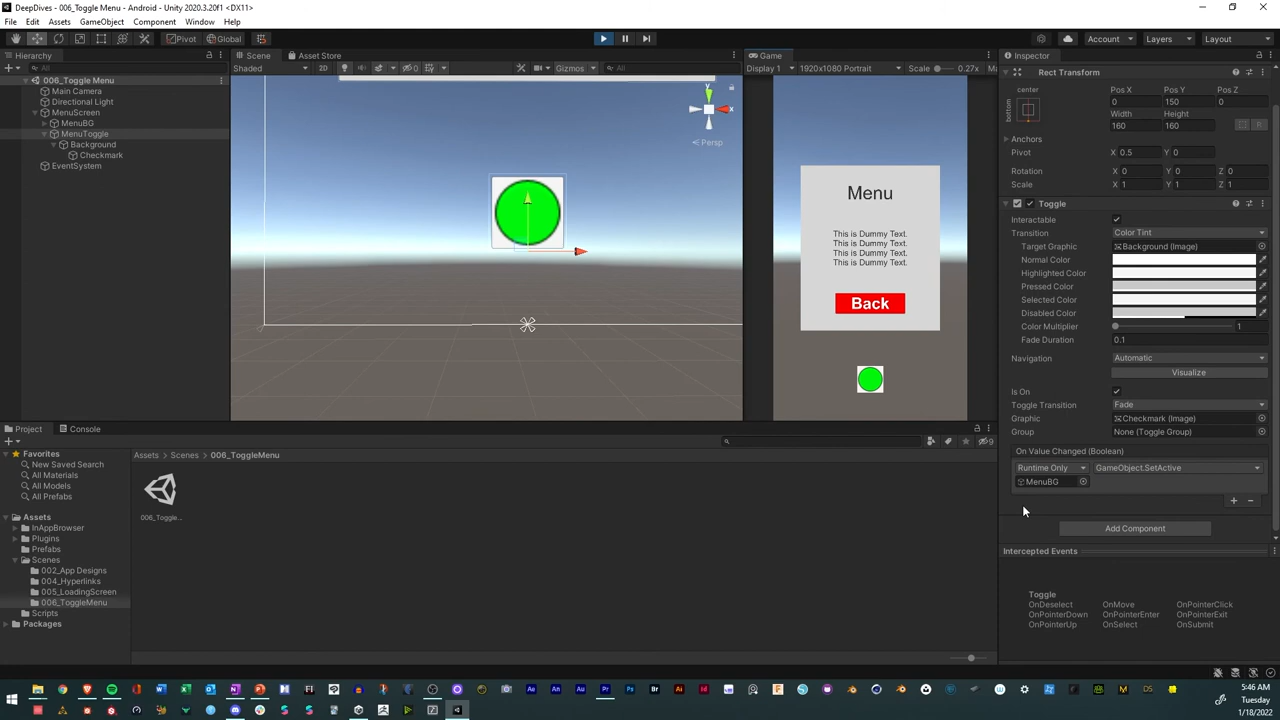 DeepDives - 006_Toggle Menu - Android - Unity 2020.3.20f1 <DX11>
File Edit Assets GameObject Component Window Help
Pivot Global Account Layers Layout
Hierarchy
All
006_Toggle Menu
Main Camera
Directional Light
MenuScreen
MenuBG
MenuToggle
Background
Checkmark
EventSystem
Scene Asset Store
Shaded 2D 0 Gizmos All
y
x
Persp
Game
Display 1 1920x1080 Portrait Scale 0.27x
Menu
This is Dummy Text.
This is Dummy Text.
This is Dummy Text.
This is Dummy Text.
Back
Inspector
Rect Transform
center Pos X Pos Y Pos Z
bottom 0 150 0
Width Height
160 160
R
Anchors
Pivot X 0.5 Y 0
Rotation X 0 Y 0 Z 0
Scale X 1 Y 1 Z 1
Toggle
Interactable
Transition Color Tint
Target Graphic Background (Image)
Normal Color
Highlighted Color
Pressed Color
Selected Color
Disabled Color
Color Multiplier 1
Fade Duration 0.1
Navigation Automatic
Visualize
Is On
Toggle Transition Fade
Graphic Checkmark (Image)
Group None (Toggle Group)
On Value Changed (Boolean)
Runtime Only GameObject.SetActive
MenuBG
Add Component
Intercepted Events
Toggle
OnDeselect OnMove OnPointerClick
OnPointerDown OnPointerEnter OnPointerExit
OnPointerUp OnSelect OnSubmit
Project Console
9
Favorites
New Saved Search
All Materials
All Models
All Prefabs
Assets
InAppBrowser
Plugins
Prefabs
Scenes
002_App Designs
004_Hyperlinks
005_LoadingScreen
006_ToggleMenu
Scripts
Packages
Assets Scenes 006_ToggleMenu
006_Toggle...
5:46 AM
Tuesday
1/18/2022